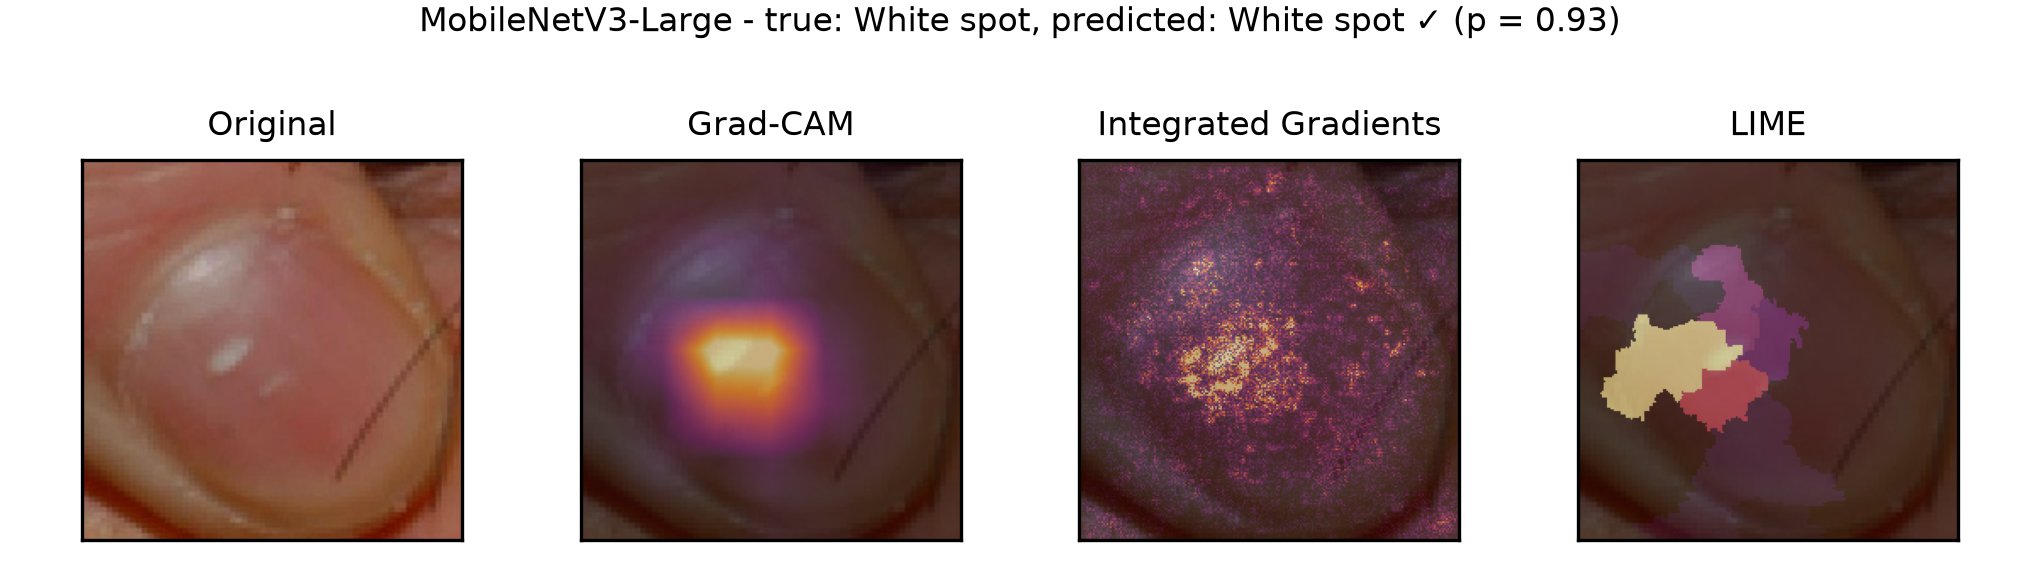 MobileNetV3-Large - true: White spot, predicted: White spot ✓ (p = 0.93)
Original
Grad-CAM
Integrated Gradients
LIME